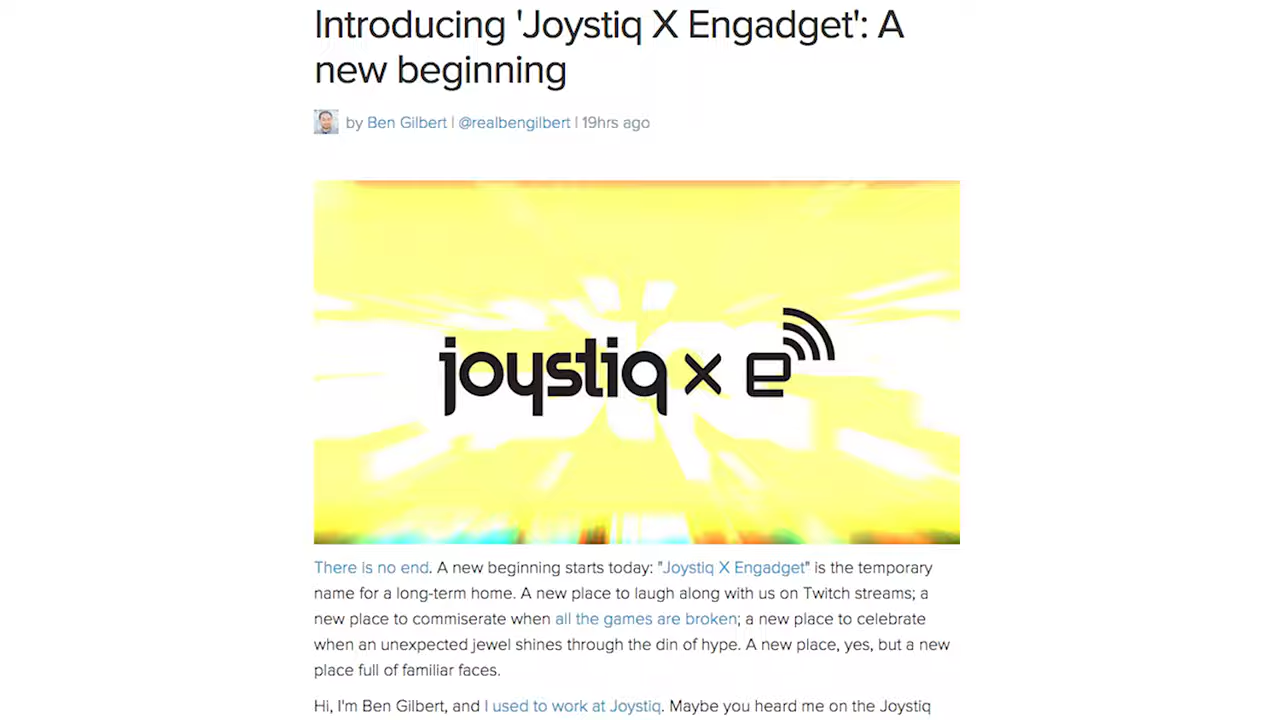 Introducing 'Joystiq X Engadget': A
new beginning
by Ben Gilbert | @realbengilbert | 19hrs ago
joystiq x e
There is no end. A new beginning starts today: "Joystiq X Engadget" is the temporary
name for a long-term home. A new place to laugh along with us on Twitch streams; a
new place to commiserate when all the games are broken; a new place to celebrate
when an unexpected jewel shines through the din of hype. A new place, yes, but a new
place full of familiar faces.
Hi, I'm Ben Gilbert, and I used to work at Joystiq. Maybe you heard me on the Joystiq